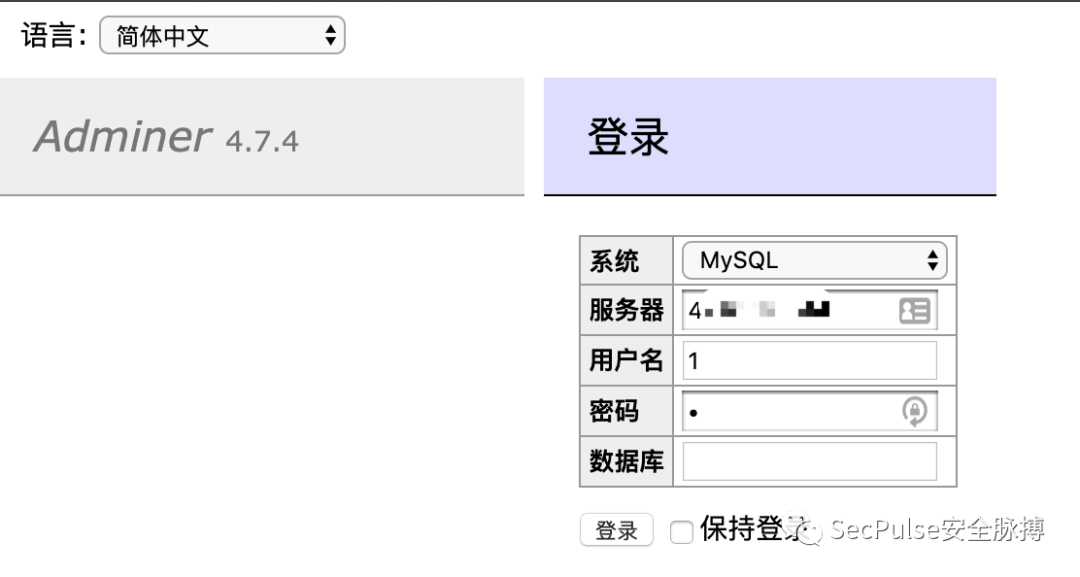 语言: 简体中文
Adminer 4.7.4
登录
系统 MySQL
服务器 4.
用户名 1
密码 •
数据库
登录 保持登录
SecPulse安全脉搏